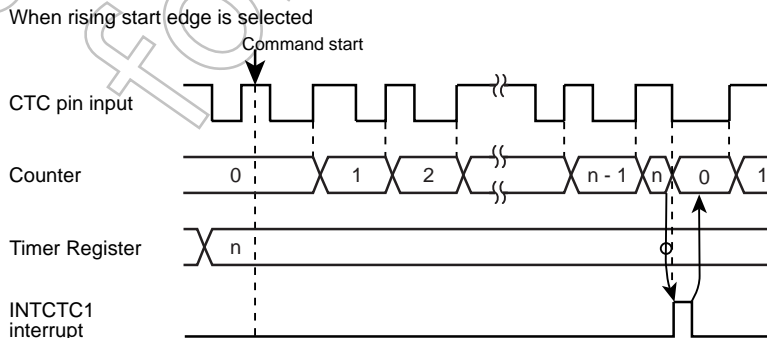 When rising start edge is selected
Command start
CTC pin input
Counter
0 1 2 n - 1 n 0 1
Timer Register
n
INTCTC1
interrupt